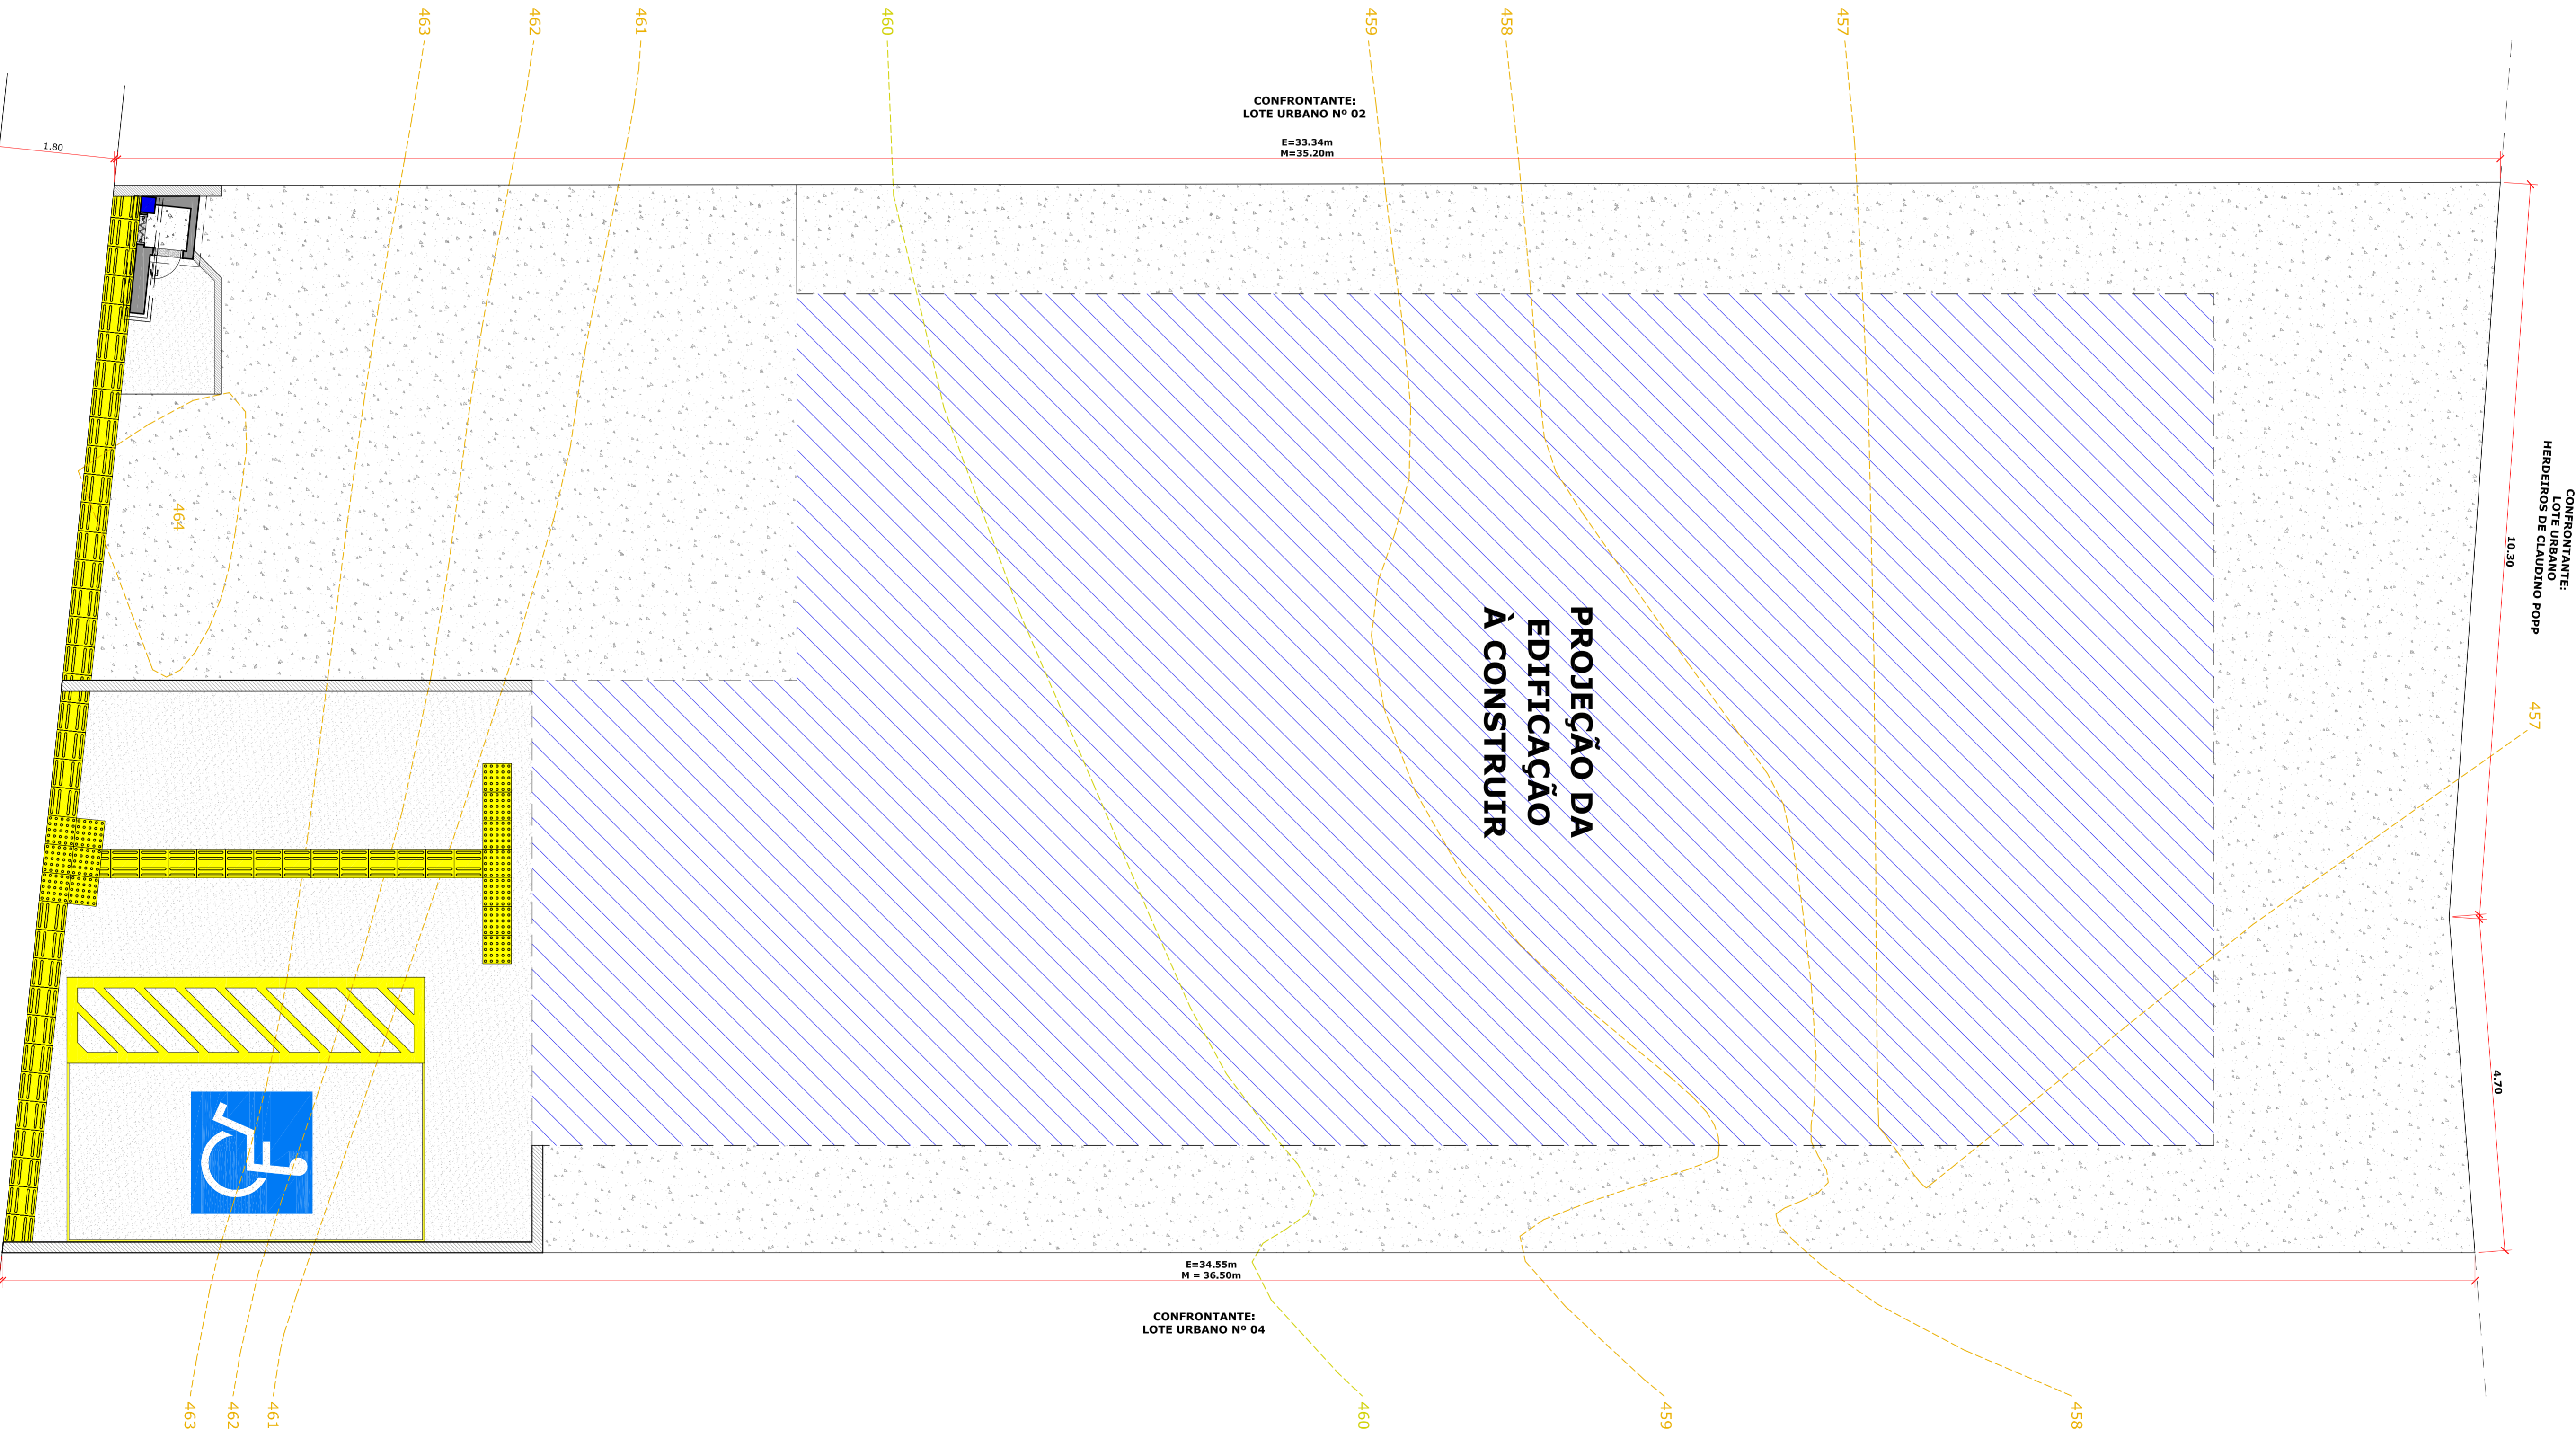 463
462
461
460
459
458
457
CONFRONTANTE:
LOTE URBANO Nº 02
E=33.34m
M=35.20m
1.80
CONFRONTANTE:
LOTE URBANO
HERDEIROS DE CLAUDINO POPP
10.30
464
457
PROJEÇÃO DA
EDIFICAÇÃO
À CONSTRUIR
4.70
E=34.55m
M = 36.50m
CONFRONTANTE:
LOTE URBANO Nº 04
463
462
461
460
459
458